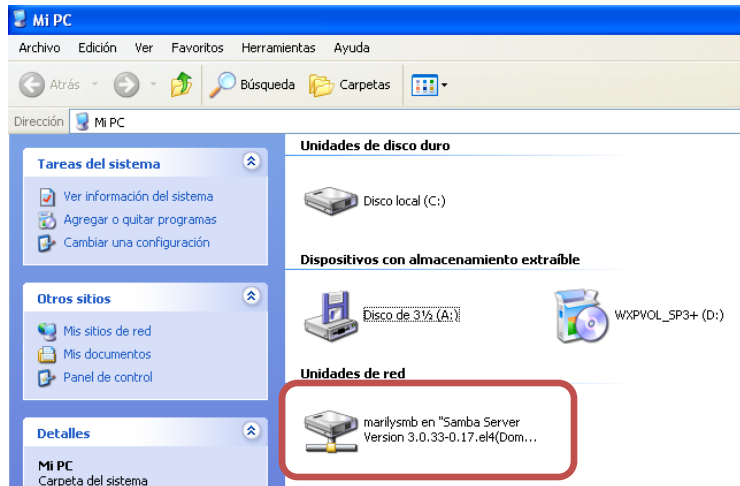 Mi PC
Archivo Edición Ver Favoritos Herramientas Ayuda
Atrás Búsqueda Carpetas
Dirección Mi PC
Tareas del sistema
Ver información del sistema
Agregar o quitar programas
Cambiar una configuración
Otros sitios
Mis sitios de red
Mis documentos
Panel de control
Detalles
Mi PC
Carpeta del sistema
Unidades de disco duro
Disco local (C:)
Dispositivos con almacenamiento extraíble
Disco de 3½ (A:)
WXPVOL_SP3+ (D:)
Unidades de red
marilysmb en "Samba Server
Version 3.0.33-0.17.el4(Dom...